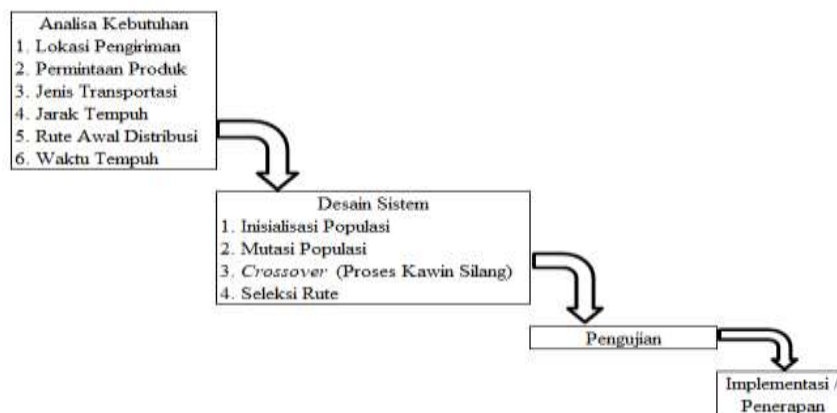 Analisa Kebutuhan
1. Lokasi Pengiriman
2. Permintaan Produk
3. Jenis Transportasi
4. Jarak Tempuh
5. Rute Awal Distribusi
6. Waktu Tempuh
Desain Sistem
1. Inisialisasi Populasi
2. Mutasi Populasi
3. Crossover (Proses Kawin Silang)
4. Seleksi Rute
Pengujian
Implementasi /
Penerapan